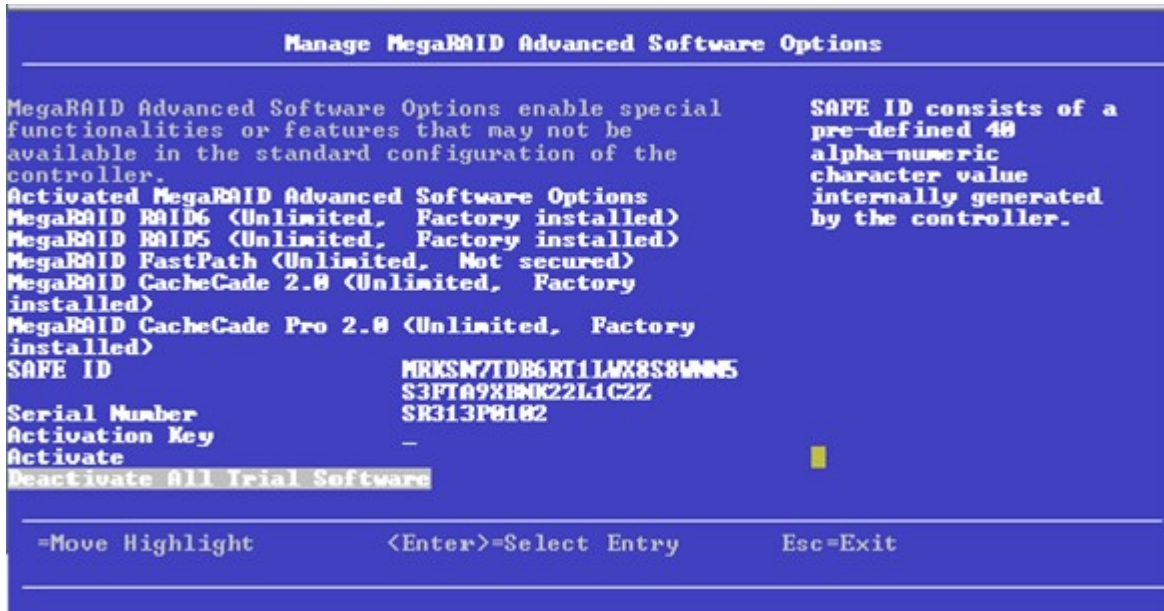 Manage MegaRAID Advanced Software Options
MegaRAID Advanced Software Options enable special
functionalities or features that may not be
available in the standard configuration of the
controller.
Activated MegaRAID Advanced Software Options
MegaRAID RAID6 (Unlimited, Factory installed)
MegaRAID RAID5 (Unlimited, Factory installed)
MegaRAID FastPath (Unlimited, Not secured)
MegaRAID CacheCade 2.0 (Unlimited, Factory
installed)
MegaRAID CacheCade Pro 2.0 (Unlimited, Factory
installed)
SAFE ID
S3FTA9XBNK22L1C2Z
Serial Number SR313P0102
Activation Key _
Activate
Deactivate All Trial Software
SAFE ID consists of a
pre-defined 40
alpha-numeric
character value
internally generated
by the controller.
=Move Highlight <Enter>=Select Entry Esc=Exit